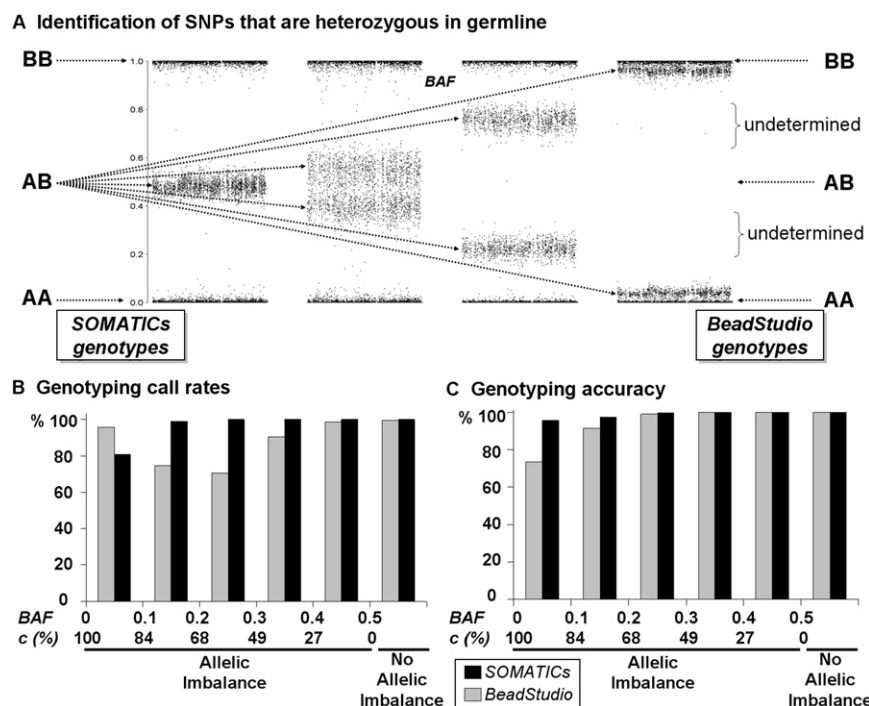 A Identification of SNPs that are heterozygous in germline
BB
1.0
BAF
BB
0.8
undetermined
0.6
AB
AB
0.4
undetermined
0.2
AA
0.0
AA
SOMATICs
genotypes
BeadStudio
genotypes
B Genotyping call rates
%
100
80
60
40
20
0
BAF
0
0.1
0.2
0.3
0.4
0.5
c (%)
100
84
68
49
27
0
Allelic
Imbalance
No
Allelic
Imbalance
C Genotyping accuracy
%
100
80
60
40
20
0
BAF
0
0.1
0.2
0.3
0.4
0.5
c (%)
100
84
68
49
27
0
Allelic
Imbalance
No
Allelic
Imbalance
SOMATICs
BeadStudio